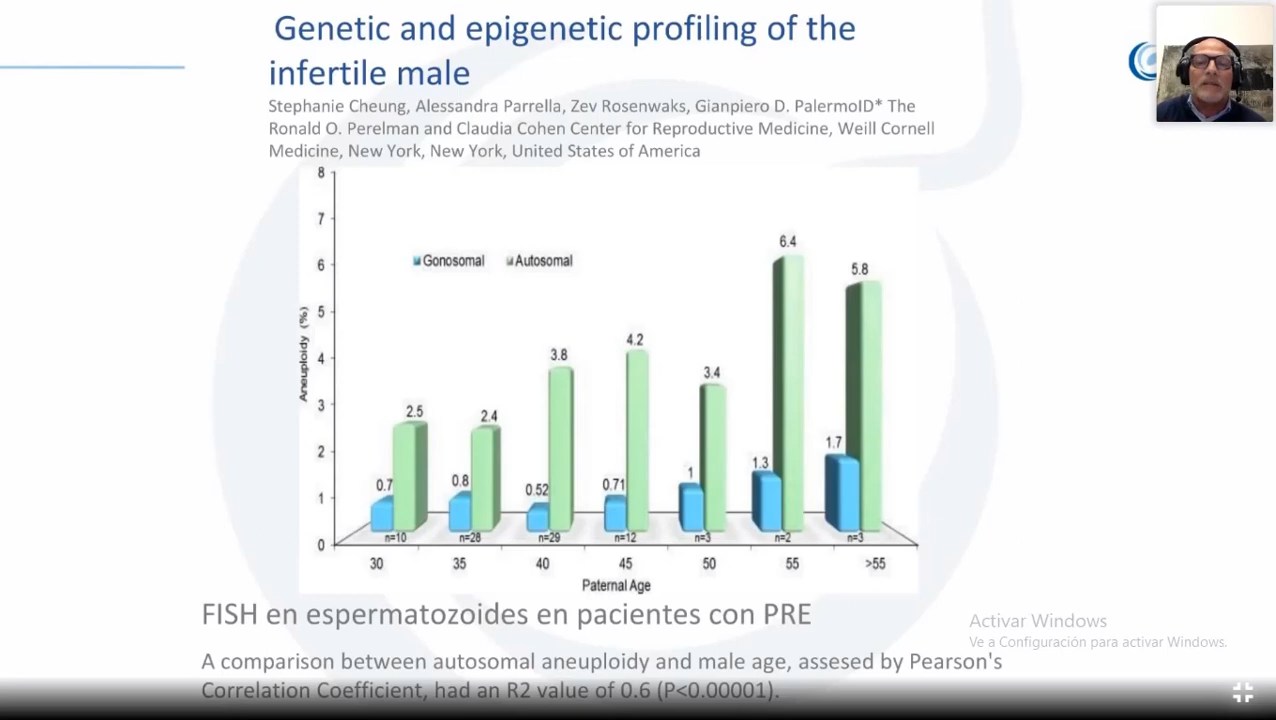 Genetic and epigenetic profiling of the
infertile male
Stephanie Cheung, Alessandra Parrella, Zev Rosenwaks, Gianpiero D. PalermoID* The
Ronald O. Perelman and Claudia Cohen Center for Reproductive Medicine, Weill Cornell
Medicine, New York, New York, United States of America
8
7
6
5
4
3
2
1
0
Aneuploidy (%)
Gonosomal Autosomal
0.7 2.5
0.8 2.4
0.52 3.8
0.71 4.2
1 3.4
1.3 6.4
1.7 5.8
n=10 n=28 n=29 n=12 n=3 n=2 n=3
30 35 40 45 50 55 >55
Paternal Age
FISH en espermatozoides en pacientes con PRE
Activar Windows
Ve a Configuración para activar Windows.
A comparison between autosomal aneuploidy and male age, assesed by Pearson's
Correlation Coefficient, had an R2 value of 0.6 (P<0.00001).